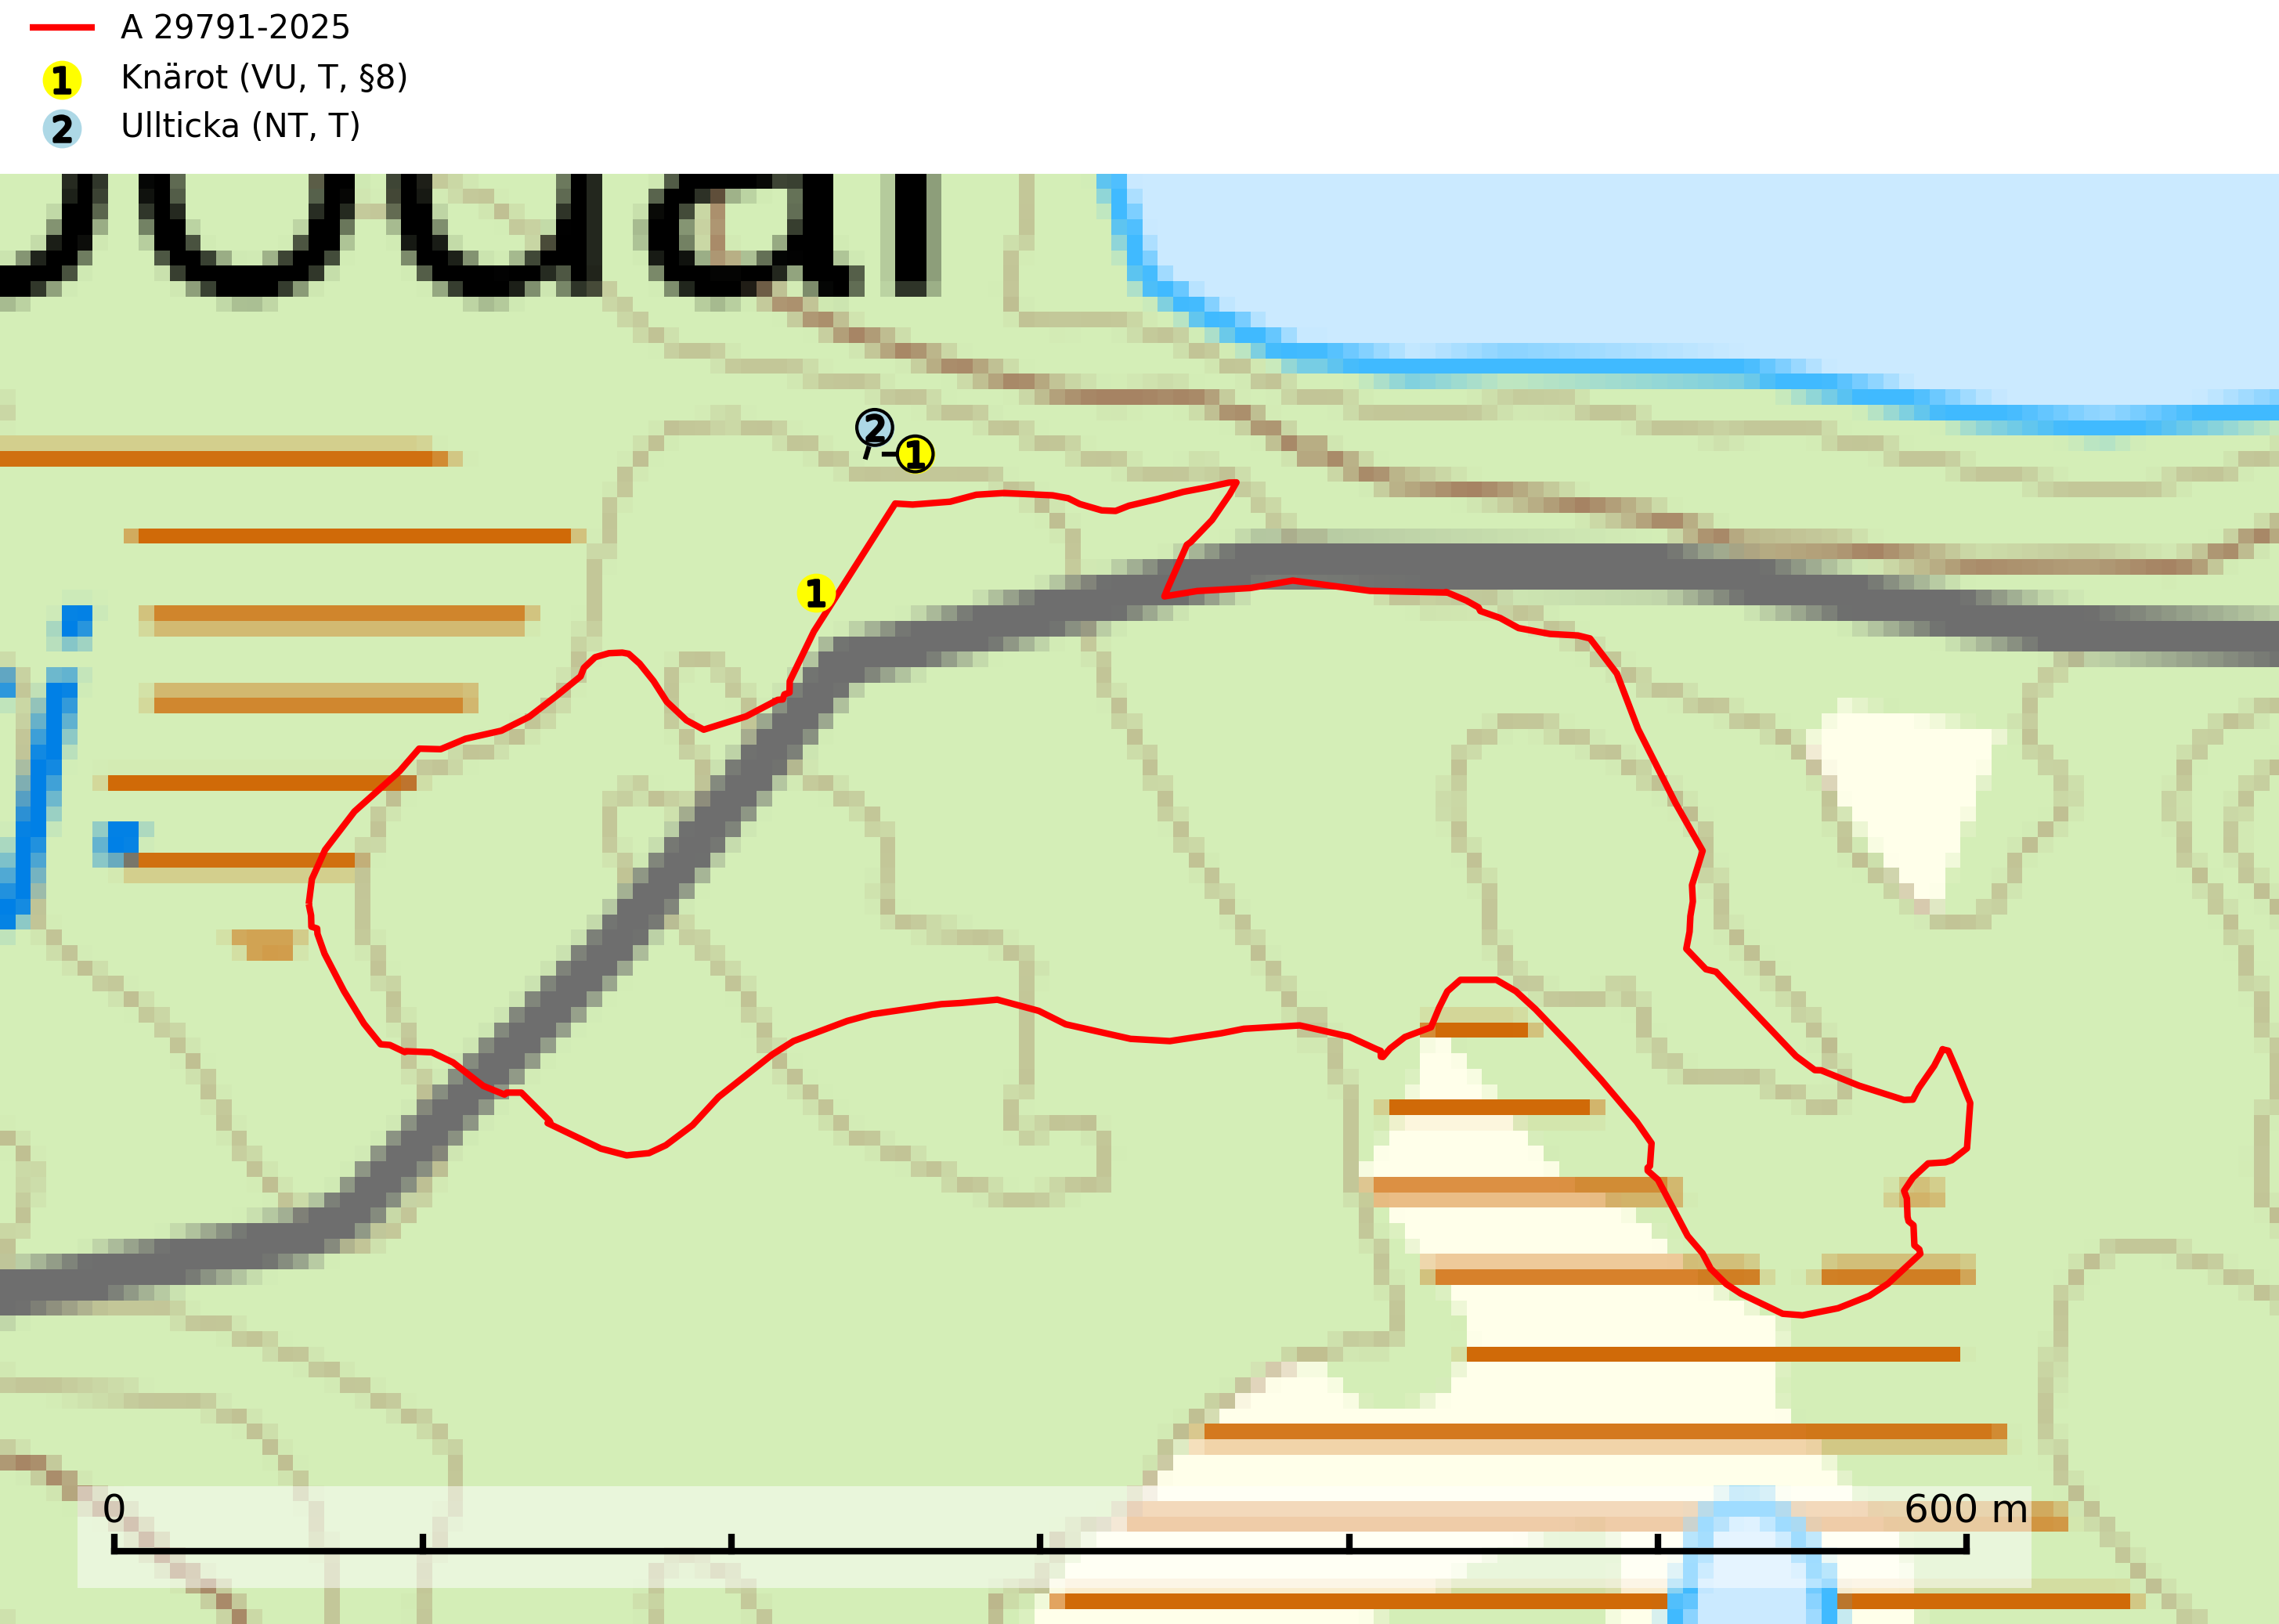 A 29791-2025
1 Knärot (VU, T, §8)
2 Ullticka (NT, T)
2
1
1
0 600 m